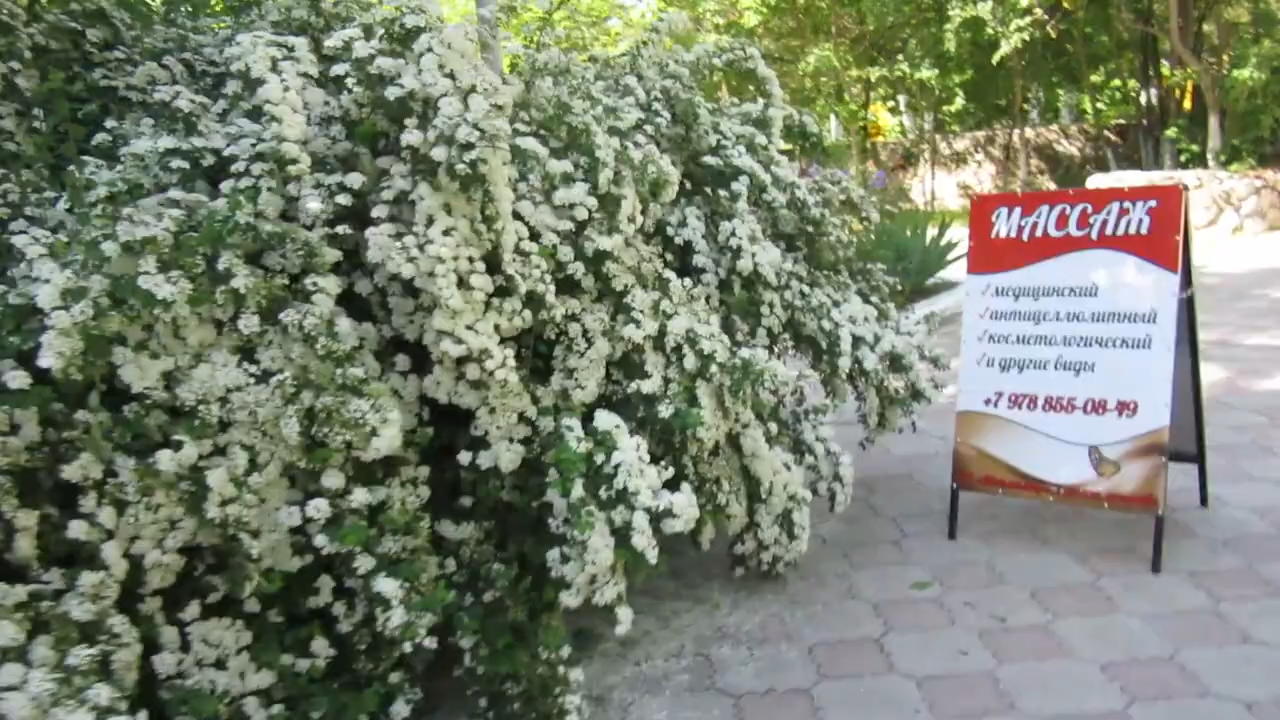 МАССАЖ
✓медицинский
✓антицеллюлитный
✓косметологический
✓и другие виды
+7 978 855-08-49